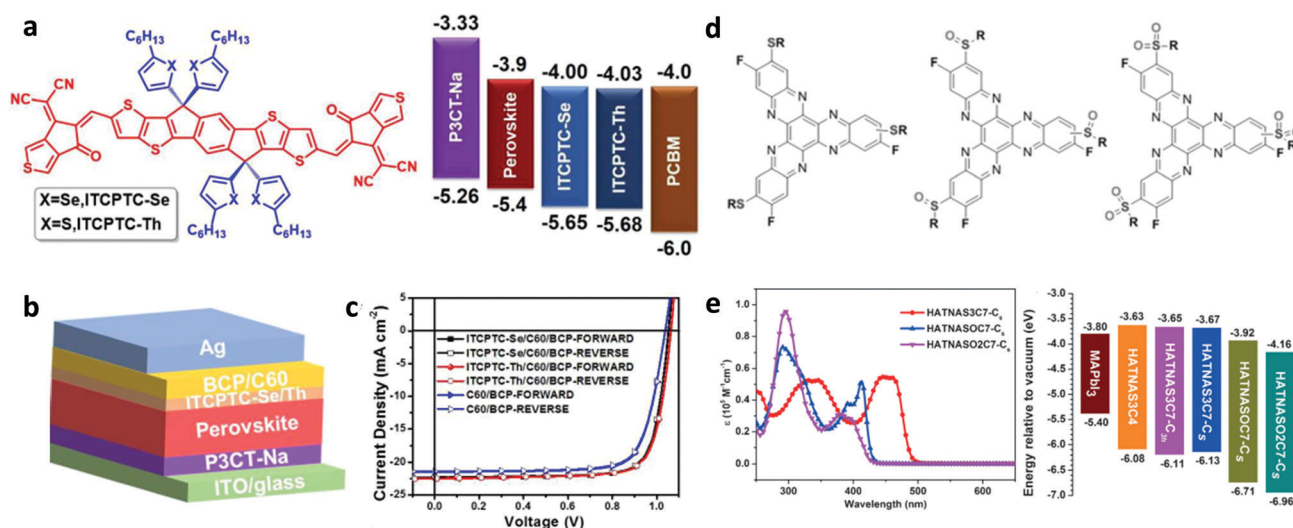 a
C6H13
C6H13
X
X
NC
CN
S
S
S
O
O
S
S
S
NC
CN
X
X
C6H13
C6H13
X=Se,ITCPTC-Se
X=S,ITCPTC-Th
-3.33
-3.9
-4.00
-4.03
-4.0
P3CT-Na
Perovskite
ITCPTC-Se
ITCPTC-Th
PCBM
-5.26
-5.4
-5.65
-5.68
-6.0
b
Ag
BCP/C60
ITCPTC-Se/Th
Perovskite
P3CT-Na
ITO/glass
c
Current Density (mA cm-2)
5
0
-5
-10
-15
-20
-25
ITCPTC-Se/C60/BCP-FORWARD
ITCPTC-Se/C60/BCP-REVERSE
ITCPTC-Th/C60/BCP-FORWARD
ITCPTC-Th/C60/BCP-REVERSE
C60/BCP-FORWARD
C60/BCP-REVERSE
0.0 0.2 0.4 0.6 0.8 1.0
Voltage (V)
d
SR
F
N
N
N
N
N
N
SR
F
RS
F
O
S
R
F
N
N
N
N
N
N
S=O
R
F
O
S
R
F
O
S
O
R
F
N
N
N
N
N
N
O
S=O
R
F
O
S
O
R
F
e
ε (10⁵ M⁻¹cm⁻¹)
1.0
0.8
0.6
0.4
0.2
0.0
HATNAS3C7-Cs
HATNASOC7-Cs
HATNASO2C7-Cs
300 400 500 600
Wavelength (nm)
Energy relative to vacuum (eV)
-3.0
-3.5
-4.0
-4.5
-5.0
-5.5
-6.0
-6.5
-7.0
-3.80
-3.63
-3.65
-3.67
-3.92
-4.16
MAPbI3
HATNAS3C4
HATNAS3C7-C3h
HATNAS3C7-Cs
HATNASOC7-Cs
HATNASO2C7-Cs
-5.40
-6.08
-6.11
-6.13
-6.71
-6.96